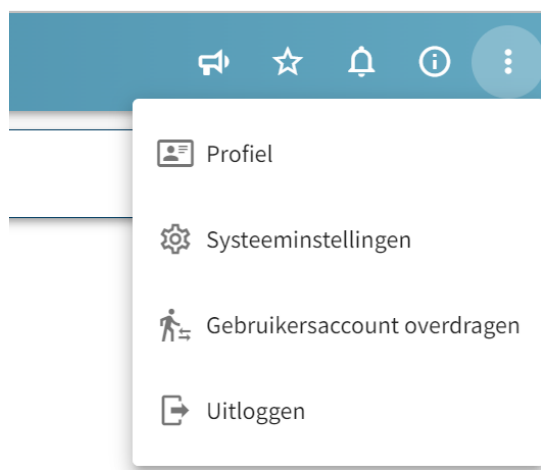 Profiel
Systeeminstellingen
Gebruikersaccount overdragen
Uitloggen